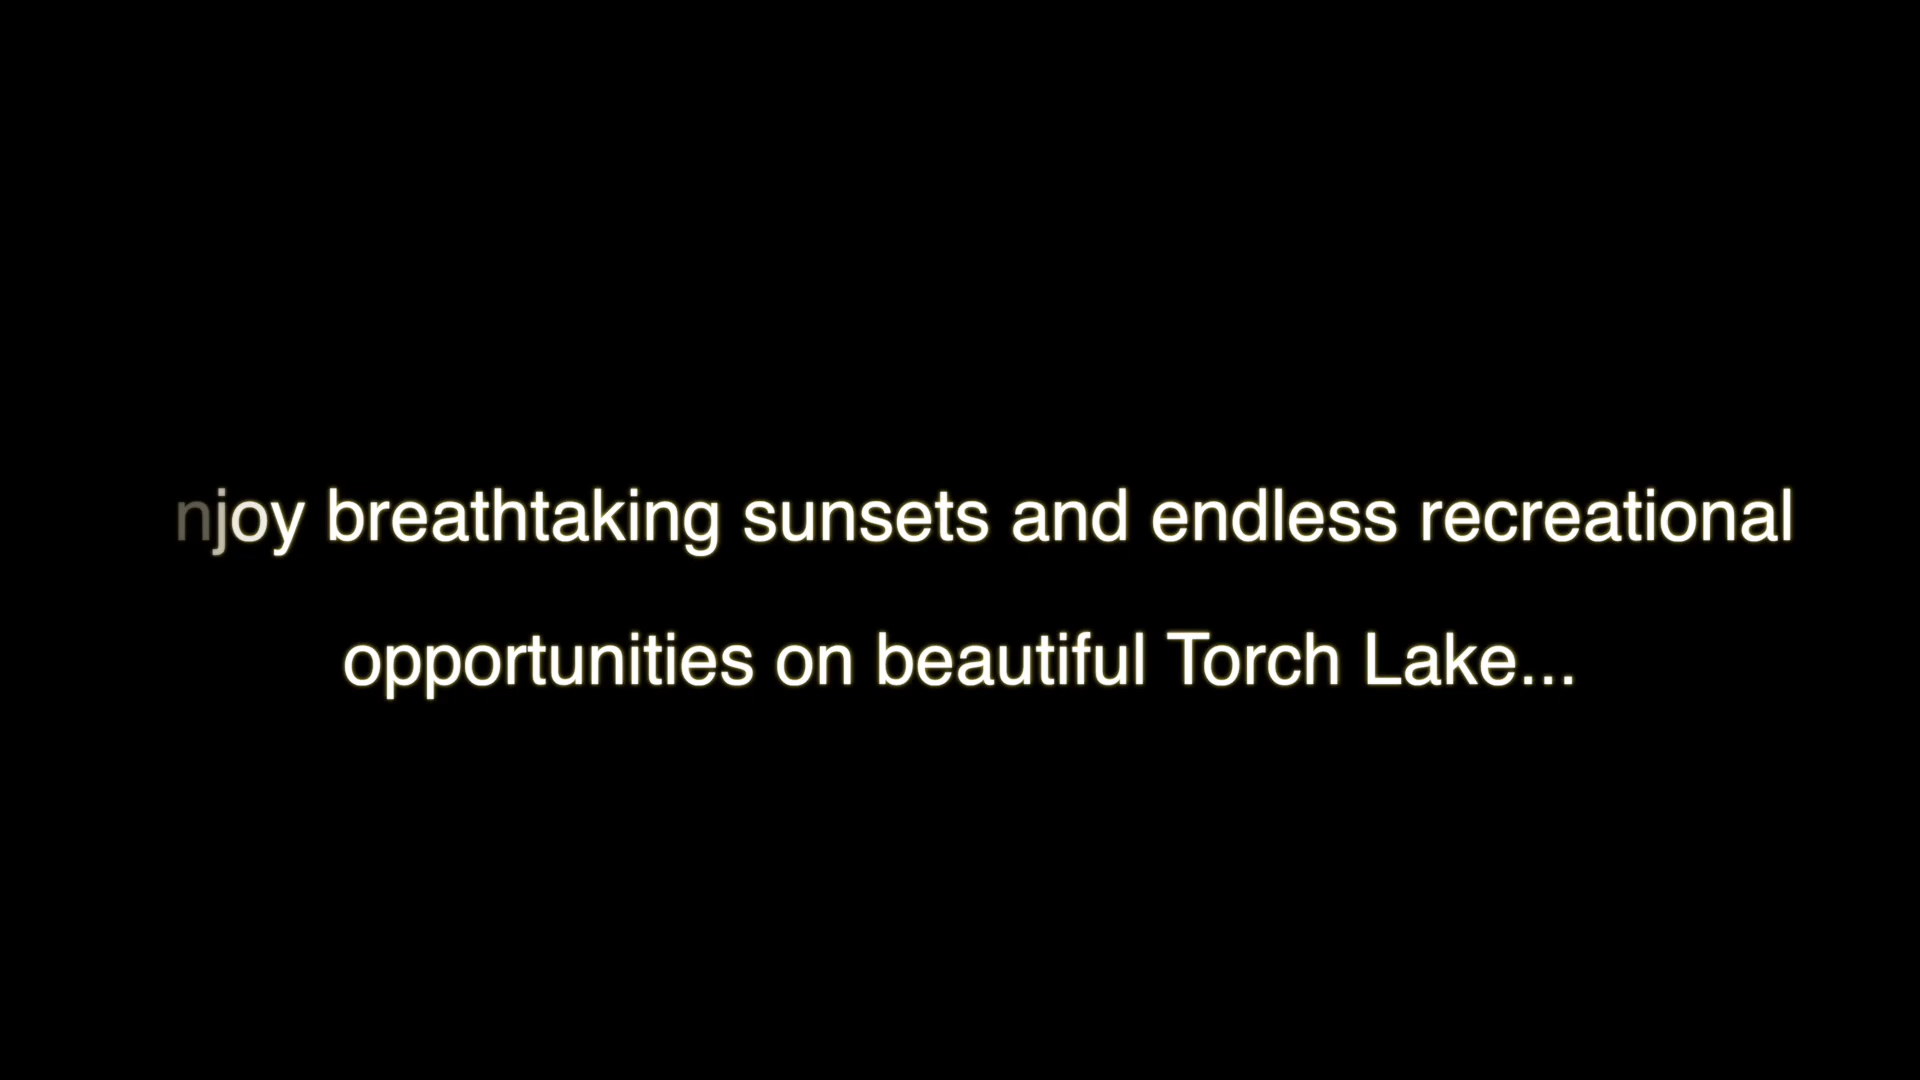 njoy breathtaking sunsets and endless recreational
opportunities on beautiful Torch Lake...